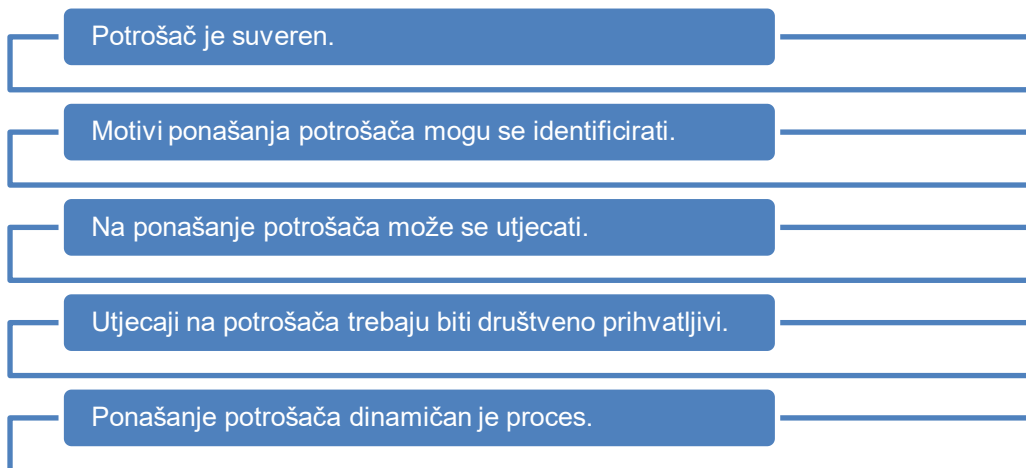 Potrošač je suveren.
Motivi ponašanja potrošača mogu se identificirati.
Na ponašanje potrošača može se utjecati.
Utjecaji na potrošača trebaju biti društveno prihvatljivi.
Ponašanje potrošača dinamičan je proces.